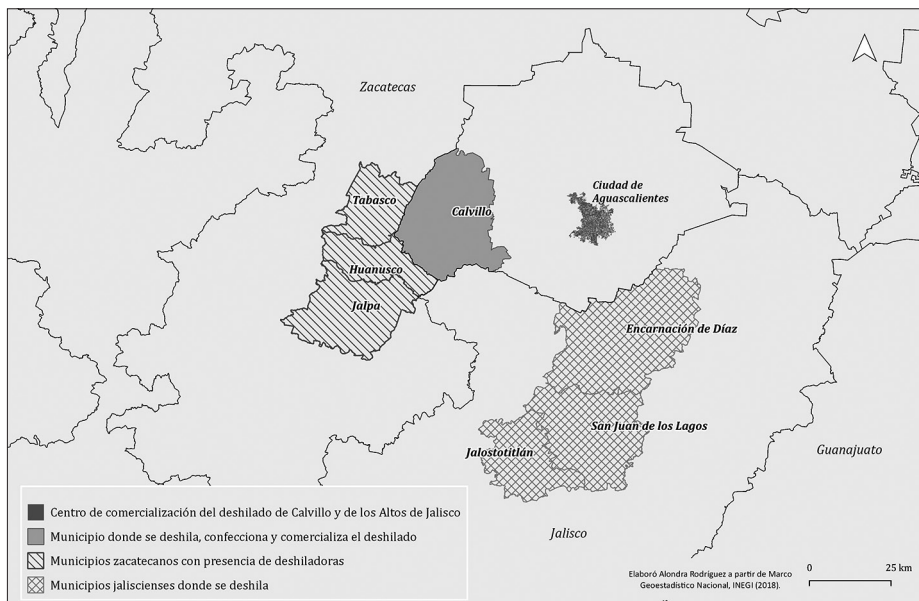 Zacatecas
Ciudad de
Aguascalientes
Tabasco
Calvillo
Huanusco
Jalpa
Encarnación de Díaz
San Juan de los Lagos
Jalostotitlán
Guanajuato
Jalisco
Centro de comercialización del deshilado de Calvillo y de los Altos de Jalisco
Municipio donde se deshila, confecciona y comercializa el deshilado
Municipios zacatecanos con presencia de deshiladoras
Municipios jaliscienses donde se deshila
Elaboró Alondra Rodríguez a partir de Marco
Geoestadístico Nacional, INEGI (2018).
0 25 km